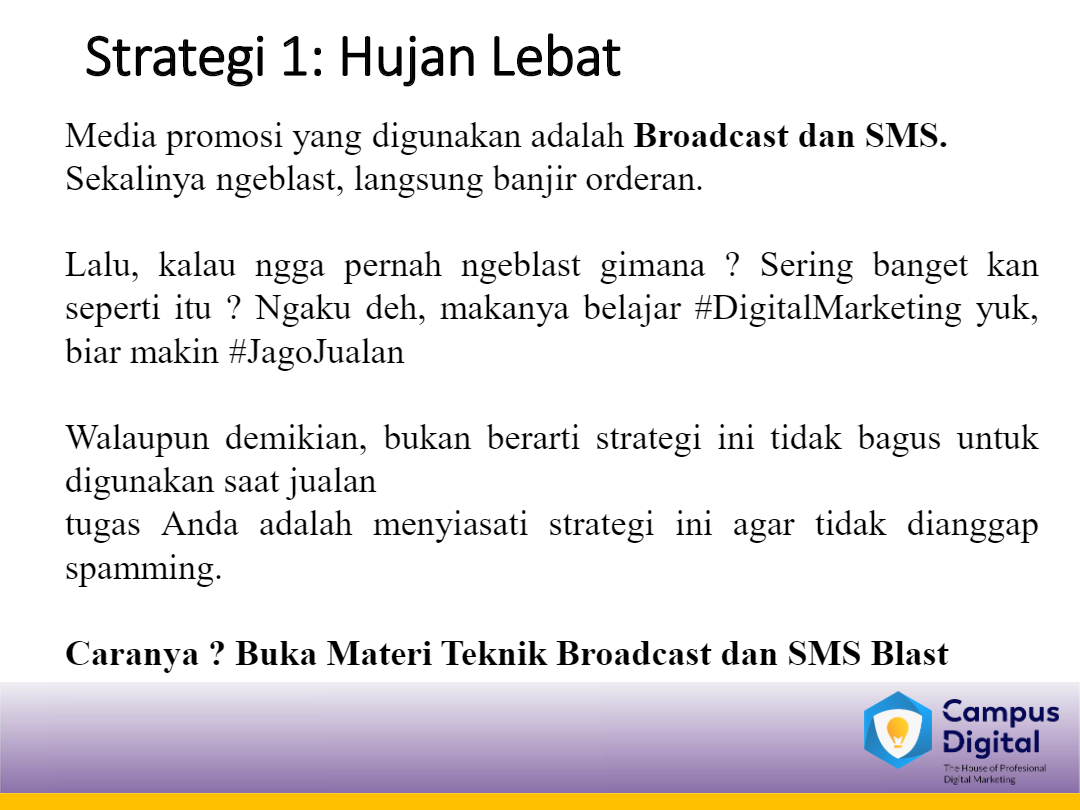 Strategi 1: Hujan Lebat
Media promosi yang digunakan adalah Broadcast dan SMS.
Sekalinya ngeblast, langsung banjir orderan.
Lalu, kalau ngga pernah ngeblast gimana ? Sering banget kan
seperti itu ? Ngaku deh, makanya belajar #DigitalMarketing yuk,
biar makin #JagoJualan
Walaupun demikian, bukan berarti strategi ini tidak bagus untuk
digunakan saat jualan
tugas Anda adalah menyiasati strategi ini agar tidak dianggap
spamming.
Caranya ? Buka Materi Teknik Broadcast dan SMS Blast
Campus
Digital
The House of Profesional
Digital Marketing